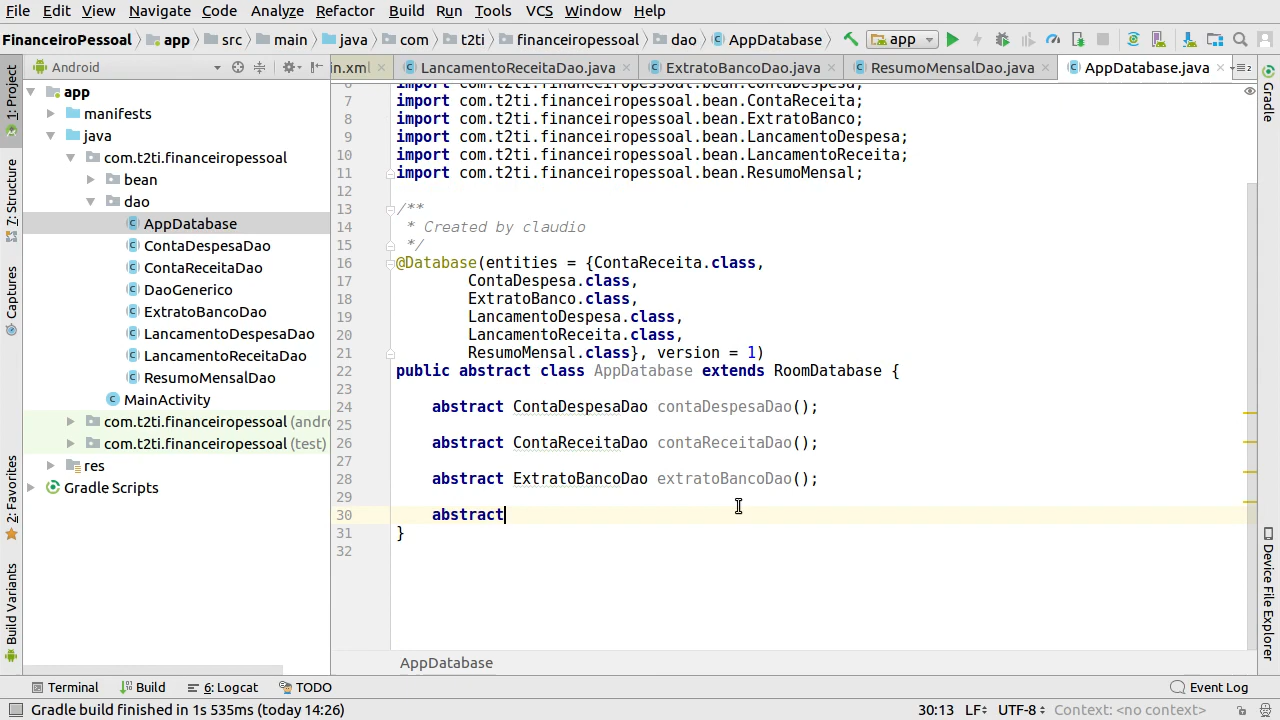 File Edit View Navigate Code Analyze Refactor Build Run Tools VCS Window Help
FinanceiroPessoal app src main java com t2ti financeiropessoal dao AppDatabase app
Android
in.xml LancamentoReceitaDao.java ExtratoBancoDao.java ResumoMensalDao.java AppDatabase.java
1: Project
7: Structure
Captures
2: Favorites
Build Variants
app
manifests
java
com.t2ti.financeiropessoal
bean
dao
AppDatabase
ContaDespesaDao
ContaReceitaDao
DaoGenerico
ExtratoBancoDao
LancamentoDespesaDao
LancamentoReceitaDao
ResumoMensalDao
MainActivity
com.t2ti.financeiropessoal (andro
com.t2ti.financeiropessoal (test)
res
Gradle Scripts
6 import com.t2ti.financeiropessoal.bean.ContaDespesa;
7 import com.t2ti.financeiropessoal.bean.ContaReceita;
8 import com.t2ti.financeiropessoal.bean.ExtratoBanco;
9 import com.t2ti.financeiropessoal.bean.LancamentoDespesa;
10 import com.t2ti.financeiropessoal.bean.LancamentoReceita;
11 import com.t2ti.financeiropessoal.bean.ResumoMensal;
12
13 /**
14 * Created by claudio
15 */
16 @Database(entities = {ContaReceita.class,
17 ContaDespesa.class,
18 ExtratoBanco.class,
19 LancamentoDespesa.class,
20 LancamentoReceita.class,
21 ResumoMensal.class}, version = 1)
22 public abstract class AppDatabase extends RoomDatabase {
23
24 abstract ContaDespesaDao contaDespesaDao();
25
26 abstract ContaReceitaDao contaReceitaDao();
27
28 abstract ExtratoBancoDao extratoBancoDao();
29
30 abstract
31 }
32
AppDatabase
Gradle
Device File Explorer
Terminal Build 6: Logcat TODO Event Log
Gradle build finished in 1s 535ms (today 14:26) 30:13 LF÷ UTF-8 Context: <no context>